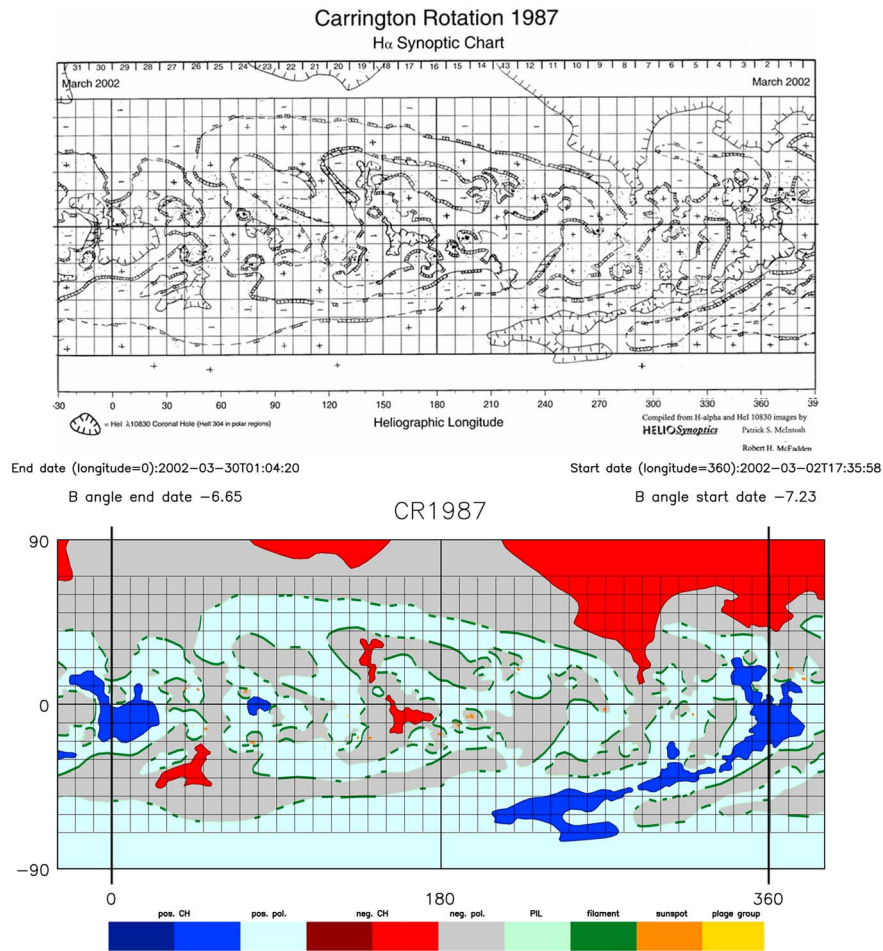 Carrington Rotation 1987
Hα Synoptic Chart
31 30 29 28 27 26 25 24 23 22 21 20 19 18 17 16 15 14 13 12 11 10 9 8 7 6 5 4 3 2 1
March 2002 March 2002
-30 0 30 60 90 120 150 180 210 240 270 300 330 360 39
= HeI λ10830 Coronal Hole (HeII 304 in polar regions)
Heliographic Longitude
Compiled from H-alpha and HeI 10830 images by
HELIOSynoptics Patrick S. McIntosh
Robert H. McFadden
End date (longitude=0):2002-03-30T01:04:20 Start date (longitude=360):2002-03-02T17:35:58
B angle end date -6.65 B angle start date -7.23
CR1987
90
0
-90
0 180 360
pos. CH pos. pol. neg. CH neg. pol. PIL filament sunspot plage group